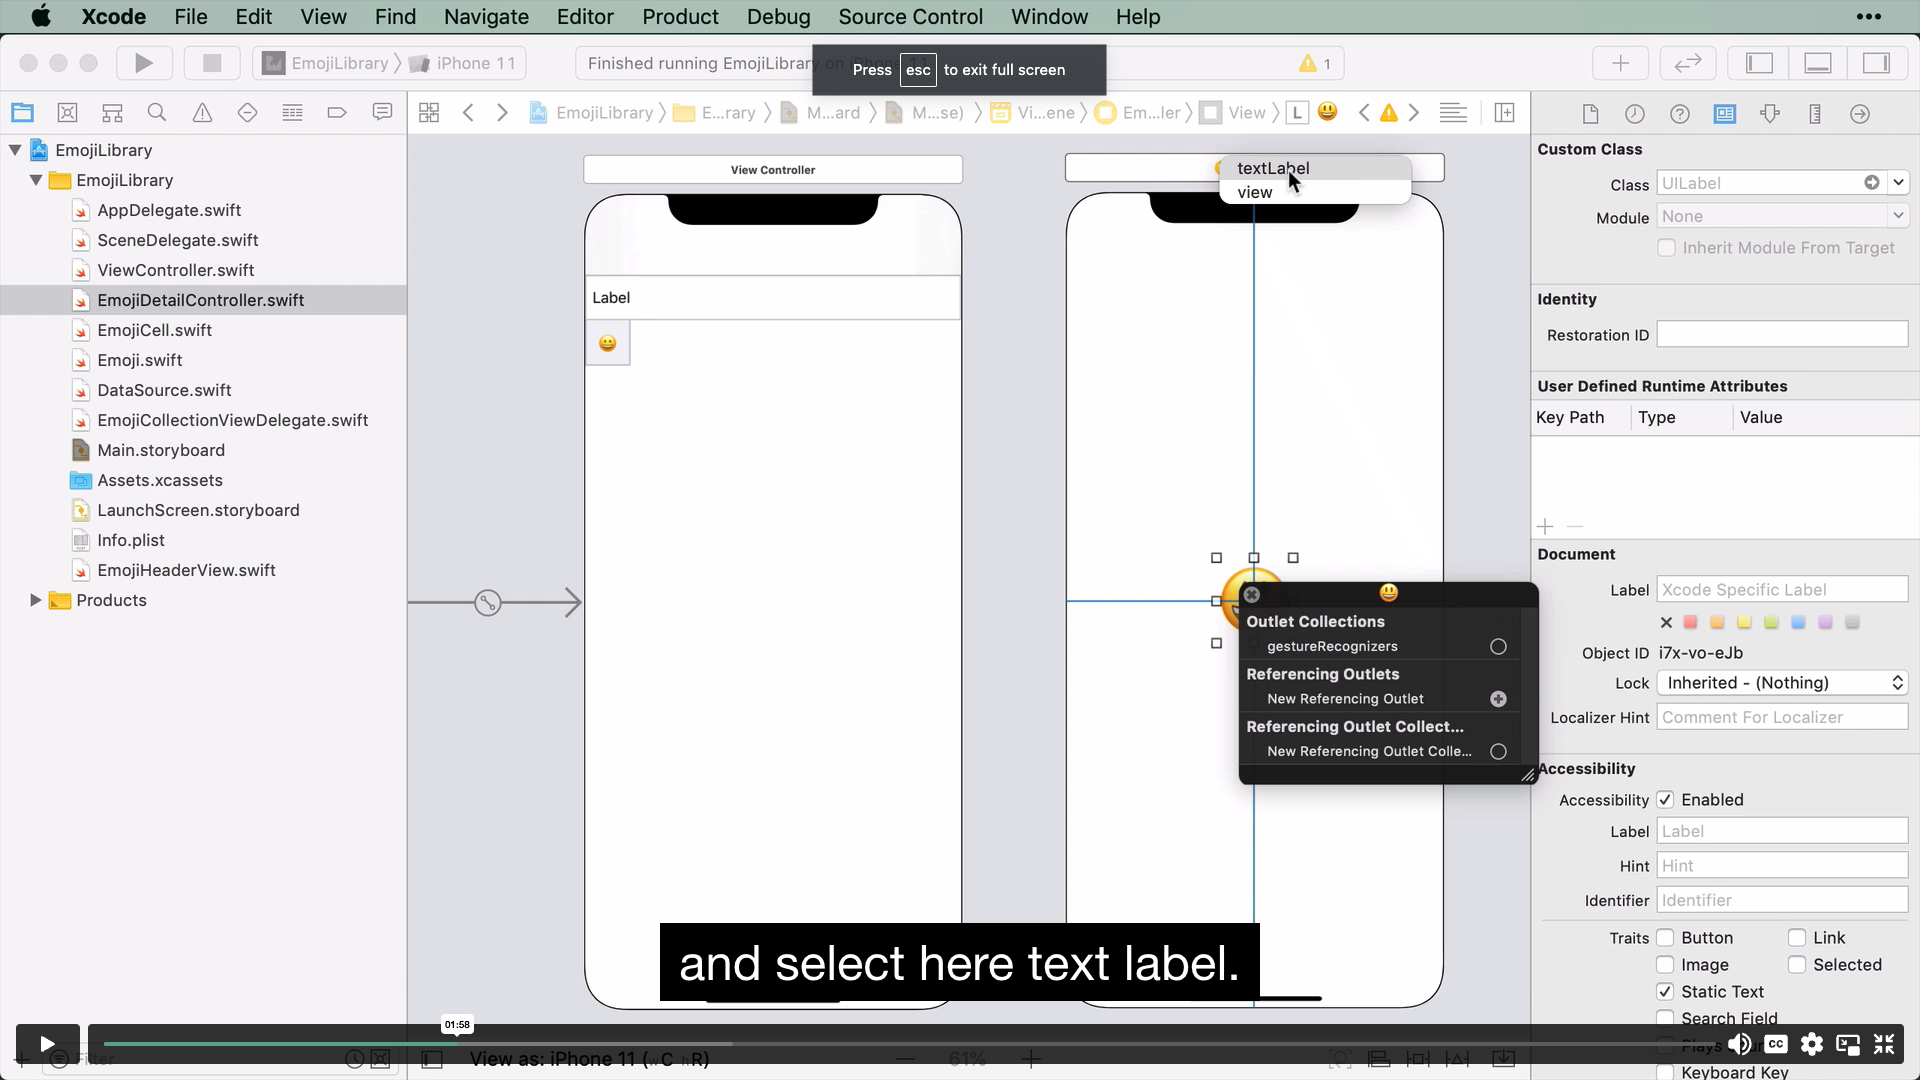 Xcode File Edit View Find Navigate Editor Product Debug Source Control Window Help
EmojiLibrary iPhone 11
Finished running EmojiLibrary on
1
Press esc to exit full screen
EmojiLibrary E...rary M...ard M...se) Vi...ene Em...ler View L
EmojiLibrary
EmojiLibrary
AppDelegate.swift
SceneDelegate.swift
ViewController.swift
EmojiDetailController.swift
EmojiCell.swift
Emoji.swift
DataSource.swift
EmojiCollectionViewDelegate.swift
Main.storyboard
Assets.xcassets
LaunchScreen.storyboard
Info.plist
EmojiHeaderView.swift
Products
View Controller
Label
textLabel
view
Outlet Collections
gestureRecognizers
Referencing Outlets
New Referencing Outlet
Referencing Outlet Collect...
New Referencing Outlet Colle...
Custom Class
Class UILabel
Module None
Inherit Module From Target
Identity
Restoration ID
User Defined Runtime Attributes
Key Path Type Value
Document
Label Xcode Specific Label
Object ID i7x-vo-eJb
Lock Inherited - (Nothing)
Localizer Hint Comment For Localizer
Accessibility
Accessibility Enabled
Label Label
Hint Hint
Identifier Identifier
Traits Button Link
Image Selected
Static Text
Search Field
Keyboard Key
and select here text label.
01:58
Filter
View as: iPhone 11 (wC hR)
61%
CC